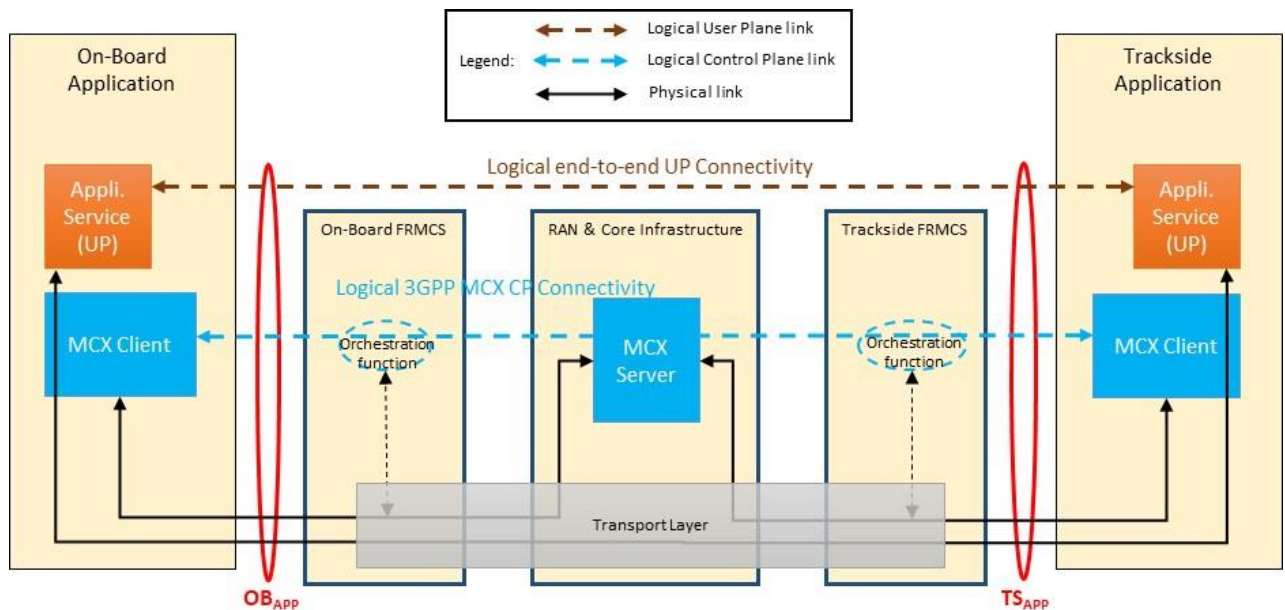 Logical User Plane link
Legend:
Logical Control Plane link
Physical link
On-Board
Application
Trackside
Application
Logical end-to-end UP Connectivity
Appli.
Service
(UP)
Appli.
Service
(UP)
On-Board FRMCS
RAN & Core Infrastructure
Trackside FRMCS
Logical 3GPP MCX CP Connectivity
MCX Client
Orchestration
function
MCX
Server
Orchestration
function
MCX Client
Transport Layer
OBAPP
TSAPP